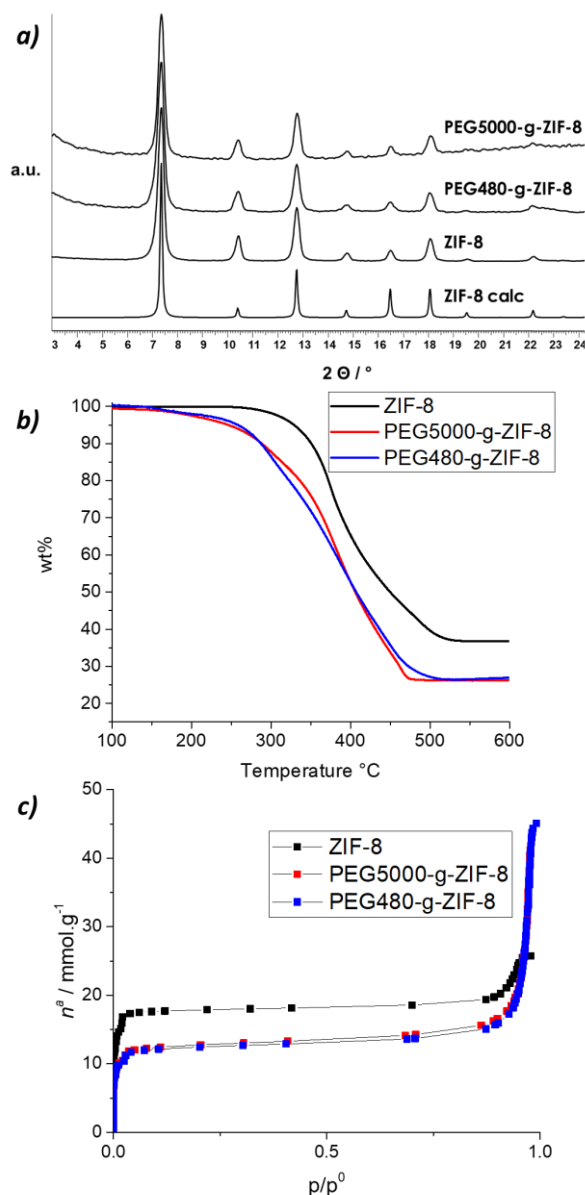 a)
PEG5000-g-ZIF-8
a.u.
PEG480-g-ZIF-8
ZIF-8
ZIF-8 calc
3 4 5 6 7 8 9 10 11 12 13 14 15 16 17 18 19 20 21 22 23 24
2 Θ / °
b)
100
90
80
70
60
50
40
30
20
wt%
ZIF-8
PEG5000-g-ZIF-8
PEG480-g-ZIF-8
100 200 300 400 500 600
Temperature °C
c)
50
40
30
20
10
0
nᵃ / mmol.g⁻¹
ZIF-8
PEG5000-g-ZIF-8
PEG480-g-ZIF-8
0.0 0.5 1.0
p/p⁰